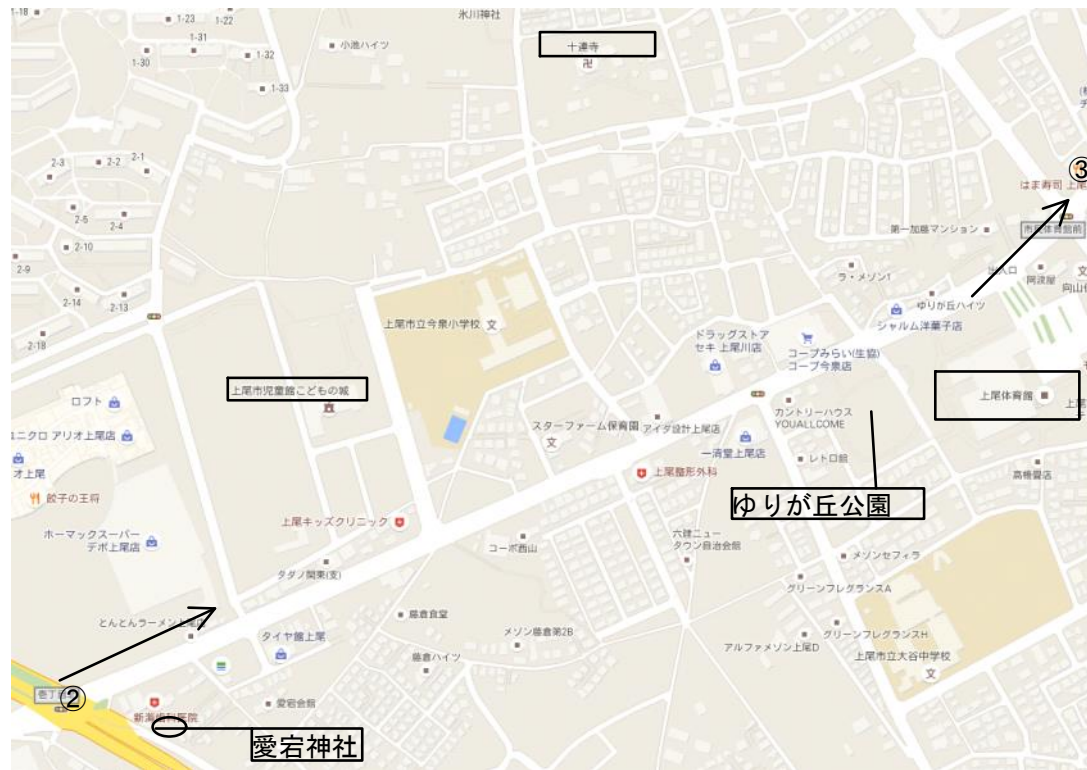 1-18
1-23
1-22
氷川神社
十連寺
1-31
1-30
1-32
小池ハイツ
1-33
2-3
2-2
2-1
2-5
2-4
2-10
2-9
2-14
2-13
2-18
③
はま寿司 上尾
市民体育館前
第一加藤マンション
出入口
阿波屋
文
向山
ラ・メゾン1
ゆりが丘ハイツ
シャルム洋菓子店
上尾市立今泉小学校 文
ドラッグストア
セキ 上尾川店
コープみらい(生協)
コープ今泉店
上尾市児童館こどもの城
上尾体育館
ロフト
ユニクロ アリオ上尾店
オ上尾
餃子の王将
カントリーハウス
YOUALLCOME
スターファーム保育園
文
アイダ設計上尾店
一清堂上尾店
レトロ館
高橋畳店
上尾整形外科
ゆりが丘公園
上尾キッズクリニック
ホーマックスーパー
デポ上尾店
コーポ西山
六建ニュー
タウン自治会館
メゾンセフィラ
タダノ関東(支)
グリーンフレグランスA
とんとんラーメン上尾店
藤倉食堂
メゾン藤倉第2B
グリーンフレグランスH
タイヤ館上尾
藤倉ハイツ
アルファメゾン上尾D
上尾市立大谷中学校
文
壱丁目
②
愛宕会館
新海歯科医院
愛宕神社